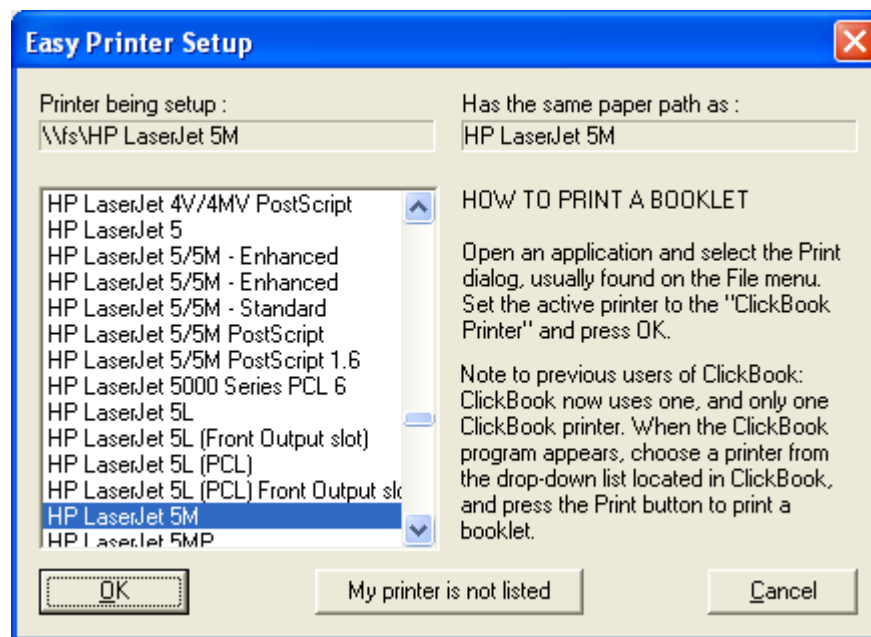 Easy Printer Setup
Printer being setup :
\\fs\HP LaserJet 5M
Has the same paper path as :
HP LaserJet 5M
HP LaserJet 4V/4MV PostScript
HP LaserJet 5
HP LaserJet 5/5M - Enhanced
HP LaserJet 5/5M - Enhanced
HP LaserJet 5/5M - Standard
HP LaserJet 5/5M PostScript
HP LaserJet 5/5M PostScript 1.6
HP LaserJet 5000 Series PCL 6
HP LaserJet 5L
HP LaserJet 5L (Front Output slot)
HP LaserJet 5L (PCL)
HP LaserJet 5L (PCL) Front Output slo
HP LaserJet 5M
HP LaserJet 5MP
HOW TO PRINT A BOOKLET
Open an application and select the Print
dialog, usually found on the File menu.
Set the active printer to the "ClickBook
Printer" and press OK.
Note to previous users of ClickBook:
ClickBook now uses one, and only one
ClickBook printer. When the ClickBook
program appears, choose a printer from
the drop-down list located in ClickBook,
and press the Print button to print a
booklet.
OK
My printer is not listed
Cancel